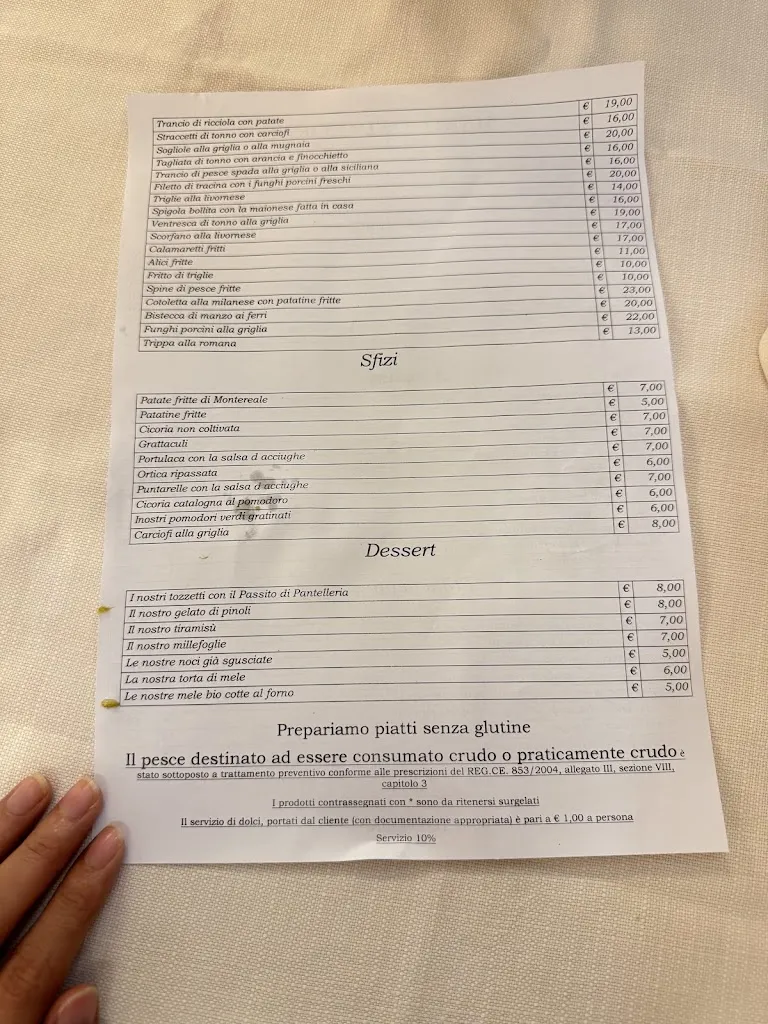 Trancio di ricciola con patate € 19,00
Straccetti di tonno con carciofi € 16,00
Sogliole alla griglia o alla mugnaia € 20,00
Tagliata di tonno con arancia e finocchietto € 16,00
Trancio di pesce spada alla griglia o alla siciliana € 16,00
Filetto di tracina con i funghi porcini freschi € 20,00
Triglie alla livornese € 14,00
Spigola bollita con la maionese fatta in casa € 16,00
Ventresca di tonno alla griglia € 19,00
Scorfano alla livornese € 17,00
Calamaretti fritti € 17,00
Alici fritte € 11,00
Fritto di triglie € 10,00
Spine di pesce fritte € 10,00
Cotoletta alla milanese con patatine fritte € 23,00
Bistecca di manzo ai ferri € 20,00
Funghi porcini alla griglia € 22,00
Trippa alla romana € 13,00
Sfizi
Patate fritte di Montereale € 7,00
Patatine fritte € 5,00
Cicoria non coltivata € 7,00
Grattaculi € 7,00
Portulaca con la salsa d acciughe € 7,00
Ortica ripassata € 6,00
Puntarelle con la salsa d acciughe € 7,00
Cicoria catalogna al pomodoro € 6,00
Inostri pomodori verdi gratinati € 6,00
Carciofi alla griglia € 8,00
Dessert
I nostri tozzetti con il Passito di Pantelleria € 8,00
Il nostro gelato di pinoli € 8,00
Il nostro tiramisù € 7,00
Il nostro millefoglie € 7,00
Le nostre noci già sgusciate € 5,00
La nostra torta di mele € 6,00
Le nostre mele bio cotte al forno € 5,00
Prepariamo piatti senza glutine
Il pesce destinato ad essere consumato crudo o praticamente crudo è
stato sottoposto a trattamento preventivo conforme alle prescrizioni del REG.CE. 853/2004, allegato III, sezione VIII,
capitolo 3
I prodotti contrassegnati con * sono da ritenersi surgelati
Il servizio di dolci, portati dal cliente (con documentazione appropriata) è pari a € 1,00 a persona
Servizio 10%